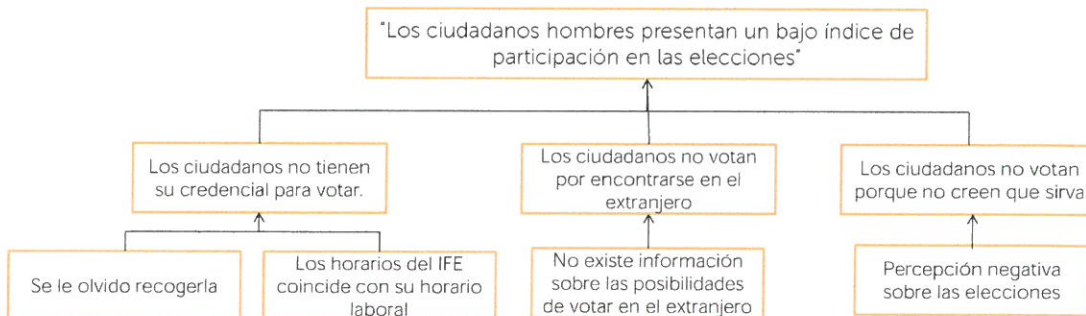 "Los ciudadanos hombres presentan un bajo índice de
participación en las elecciones"
Los ciudadanos no tienen
su credencial para votar.
Los ciudadanos no votan
por encontrarse en el
extranjero
Los ciudadanos no votan
porque no creen que sirva
Se le olvido recogerla
Los horarios del IFE
coincide con su horario
laboral
No existe información
sobre las posibilidades
de votar en el extranjero
Percepción negativa
sobre las elecciones